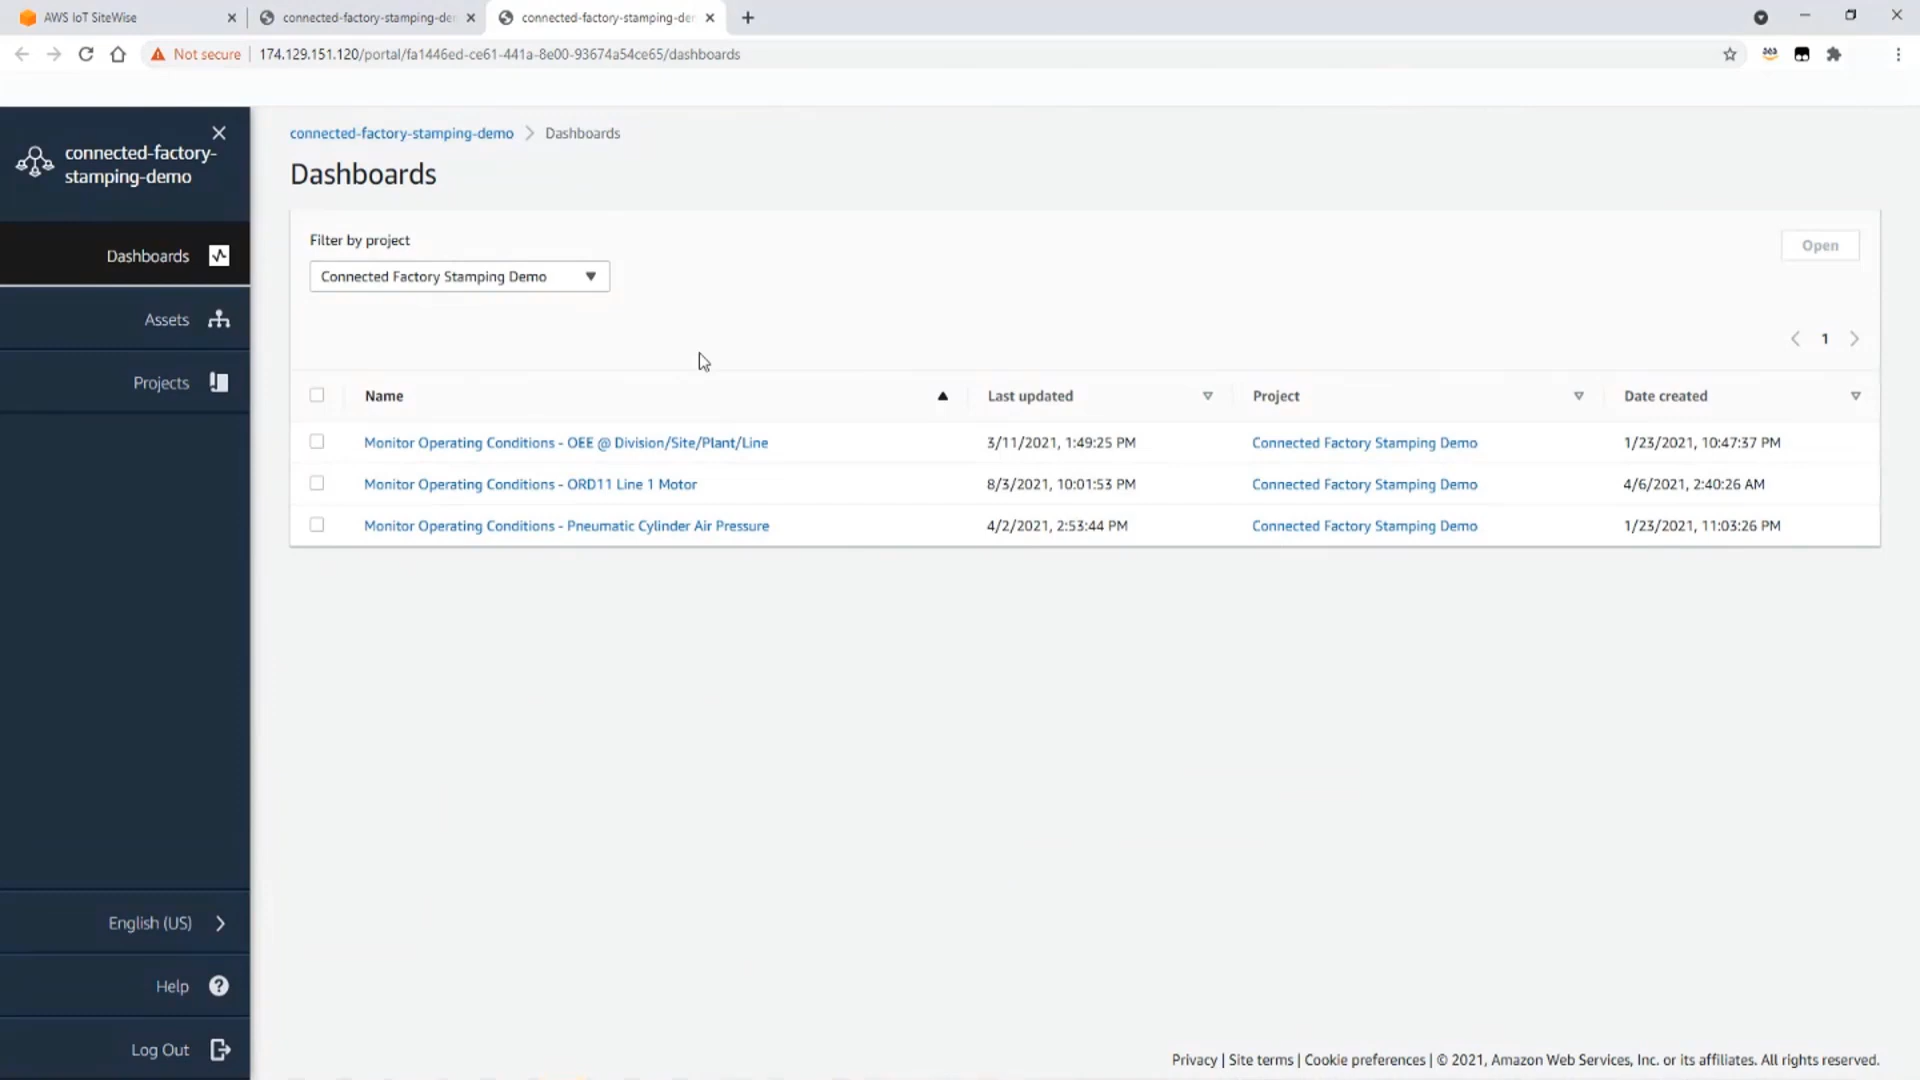 AWS IoT SiteWise
connected-factory-stamping-de
connected-factory-stamping-der
Not secure
174.129.151.120/portal/fa1446ed-ce61-441a-8e00-93674a54ce65/dashboards
connected-factory-
stamping-demo
Dashboards
Assets
Projects
English (US)
Help
Log Out
connected-factory-stamping-demo > Dashboards
Dashboards
Filter by project
Connected Factory Stamping Demo
Open
1
Name Last updated Project Date created
Monitor Operating Conditions - OEE @ Division/Site/Plant/Line 3/11/2021, 1:49:25 PM Connected Factory Stamping Demo 1/23/2021, 10:47:37 PM
Monitor Operating Conditions - ORD11 Line 1 Motor 8/3/2021, 10:01:53 PM Connected Factory Stamping Demo 4/6/2021, 2:40:26 AM
Monitor Operating Conditions - Pneumatic Cylinder Air Pressure 4/2/2021, 2:53:44 PM Connected Factory Stamping Demo 1/23/2021, 11:03:26 PM
Privacy | Site terms | Cookie preferences | © 2021, Amazon Web Services, Inc. or its affiliates. All rights reserved.